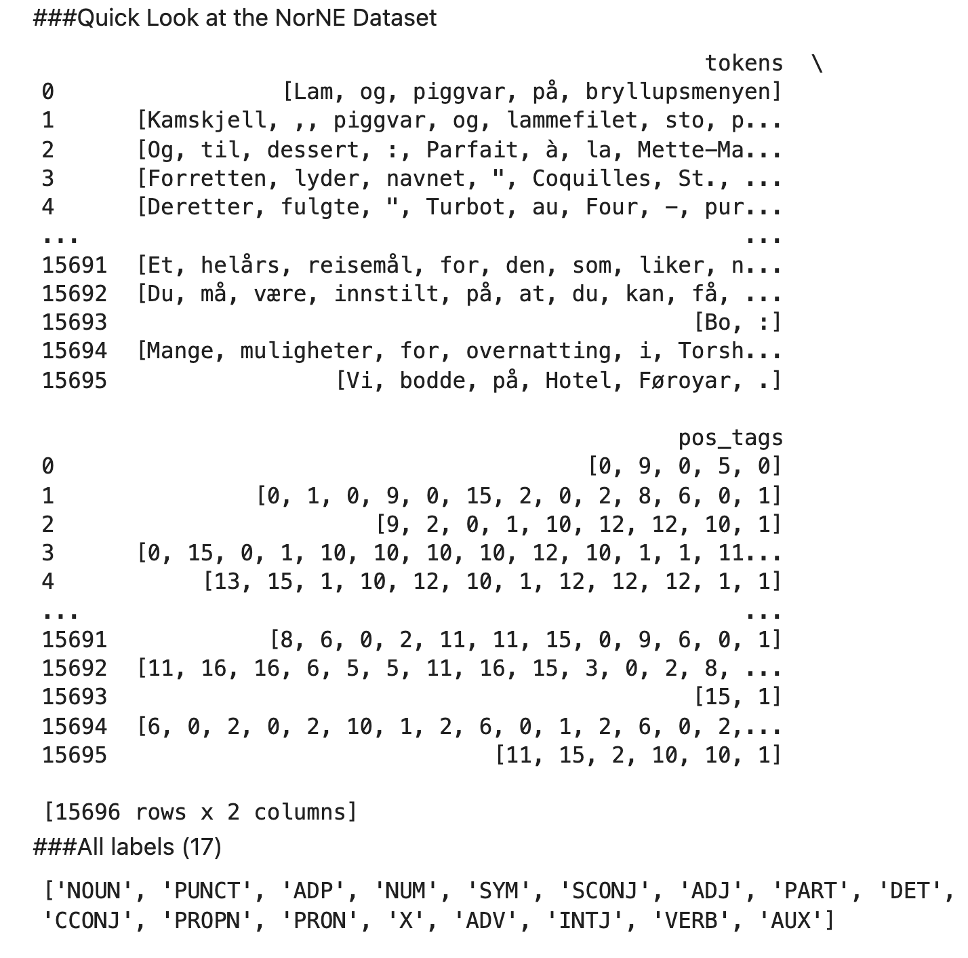 ###Quick Look at the NorNE Dataset
tokens \
0 [Lam, og, piggvar, på, bryllupsmenyen]
1 [Kamskjell, ,, piggvar, og, lammefilet, sto, p...
2 [Og, til, dessert, :, Parfait, à, la, Mette-Ma...
3 [Forretten, lyder, navnet, ", Coquilles, St., ...
4 [Deretter, fulgte, ", Turbot, au, Four, -, pur...
... ...
15691 [Et, helårs, reisemål, for, den, som, liker, n...
15692 [Du, må, være, innstilt, på, at, du, kan, få, ...
15693 [Bo, :]
15694 [Mange, muligheter, for, overnatting, i, Torsh...
15695 [Vi, bodde, på, Hotel, Føroyar, .]
pos_tags
0 [0, 9, 0, 5, 0]
1 [0, 1, 0, 9, 0, 15, 2, 0, 2, 8, 6, 0, 1]
2 [9, 2, 0, 1, 10, 12, 12, 10, 1]
3 [0, 15, 0, 1, 10, 10, 10, 10, 12, 10, 1, 1, 11...
4 [13, 15, 1, 10, 12, 10, 1, 12, 12, 12, 1, 1]
... ...
15691 [8, 6, 0, 2, 11, 11, 15, 0, 9, 6, 0, 1]
15692 [11, 16, 16, 6, 5, 5, 11, 16, 15, 3, 0, 2, 8, ...
15693 [15, 1]
15694 [6, 0, 2, 0, 2, 10, 1, 2, 6, 0, 1, 2, 6, 0, 2,...
15695 [11, 15, 2, 10, 10, 1]
[15696 rows x 2 columns]
###All labels (17)
['NOUN', 'PUNCT', 'ADP', 'NUM', 'SYM', 'SCONJ', 'ADJ', 'PART', 'DET',
'CCONJ', 'PROPN', 'PRON', 'X', 'ADV', 'INTJ', 'VERB', 'AUX']